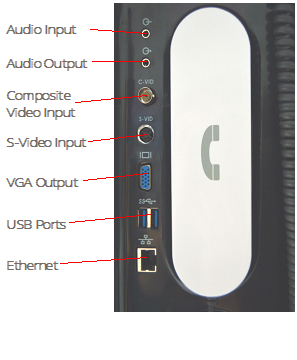 Audio Input
Audio Output
C-VID
Composite
Video Input
S-VID
S-Video Input
VGA Output
USB Ports
Ethernet